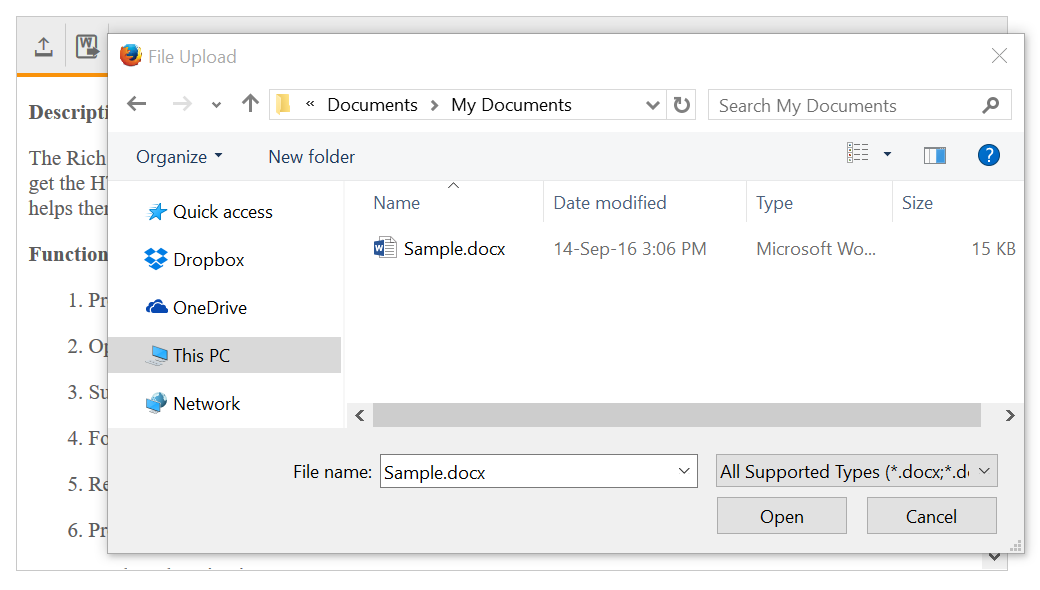 File Upload
« Documents > My Documents
Search My Documents
Organize
New folder
Name Date modified Type Size
Sample.docx 14-Sep-16 3:06 PM Microsoft Wo... 15 KB
Quick access
Dropbox
OneDrive
This PC
Network
File name: Sample.docx
All Supported Types (*.docx;*.d
Open
Cancel
W
Descripti
The Rich
get the H
helps the
Function
1. Pr
2. Op
3. Su
4. Fo
5. Re
6. Pr